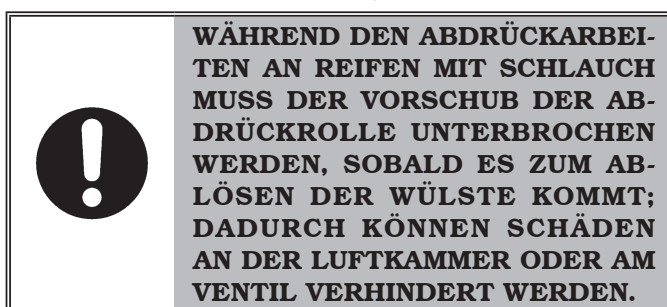 WÄHREND DEN ABDRÜCKARBEI-
TEN AN REIFEN MIT SCHLAUCH
MUSS DER VORSCHUB DER AB-
DRÜCKROLLE UNTERBROCHEN
WERDEN, SOBALD ES ZUM AB-
LÖSEN DER WÜLSTE KOMMT;
DADURCH KÖNNEN SCHÄDEN
AN DER LUFTKAMMER ODER AM
VENTIL VERHINDERT WERDEN.